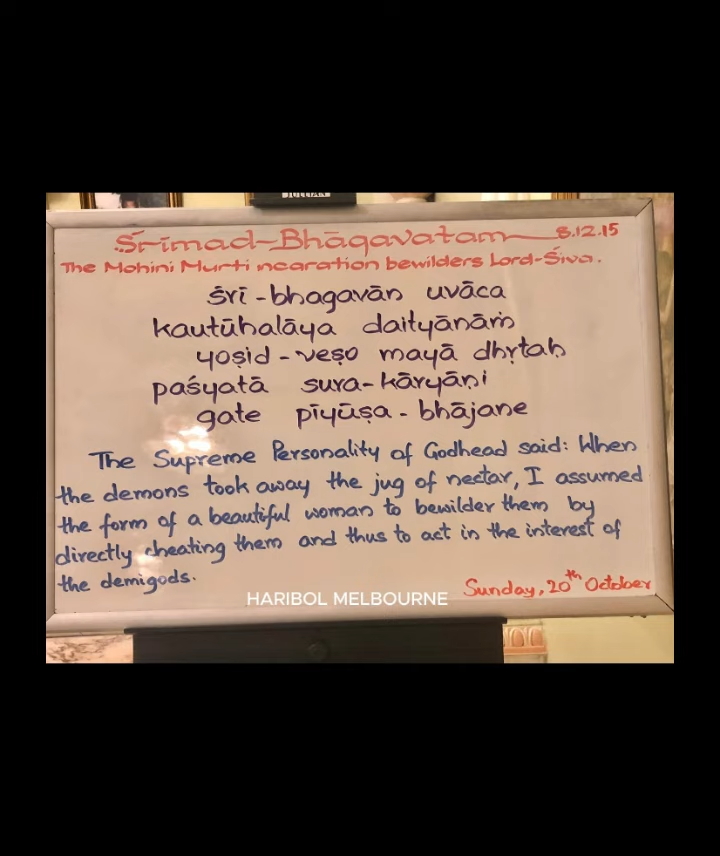 Śrīmad-Bhāgavatam 8.12.15
The Mohini Murti incaration bewilders Lord-Śiva.
śrī-bhagavān uvāca
kautūhalāya daityānāṁ
yoṣid-veṣo mayā dhṛtaḥ
paśyatā sura-kāryāṇi
gate pīyūṣa-bhājane
The Supreme Personality of Godhead said: When
the demons took away the jug of nectar, I assumed
the form of a beautiful woman to bewilder them by
directly cheating them and thus to act in the interest of
the demigods.
HARIBOL MELBOURNE
Sunday, 20th October